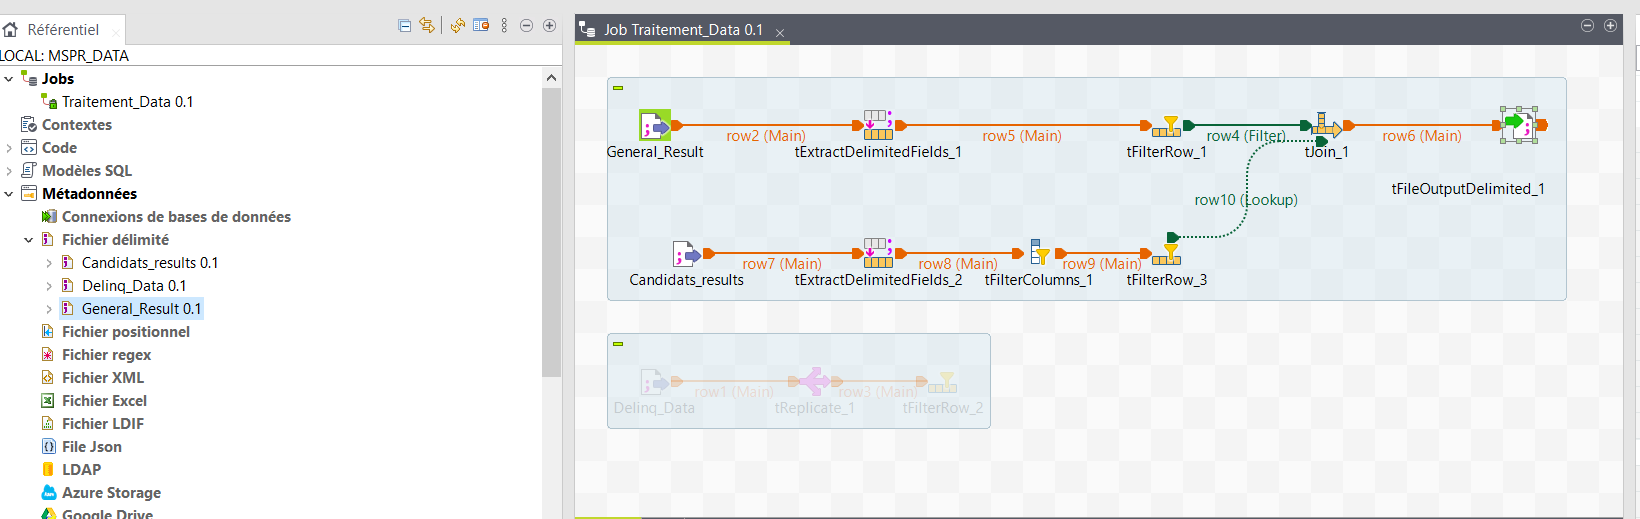 Référentiel
LOCAL: MSPR_DATA
Jobs
Traitement_Data 0.1
Contextes
Code
Modèles SQL
Métadonnées
Connexions de bases de données
Fichier délimité
Candidats_results 0.1
Delinq_Data 0.1
General_Result 0.1
Fichier positionnel
Fichier regex
Fichier XML
Fichier Excel
Fichier LDIF
File Json
LDAP
Azure Storage
Google Drive
Job Traitement_Data 0.1
row2 (Main) row5 (Main) row4 (Filter) row6 (Main)
General_Result tExtractDelimitedFields_1 tFilterRow_1 tJoin_1
tFileOutputDelimited_1
row10 (Lookup)
row7 (Main) row8 (Main) row9 (Main)
Candidats_results tExtractDelimitedFields_2 tFilterColumns_1 tFilterRow_3
row1 (Main) row3 (Main)
Delinq_Data tReplicate_1 tFilterRow_2